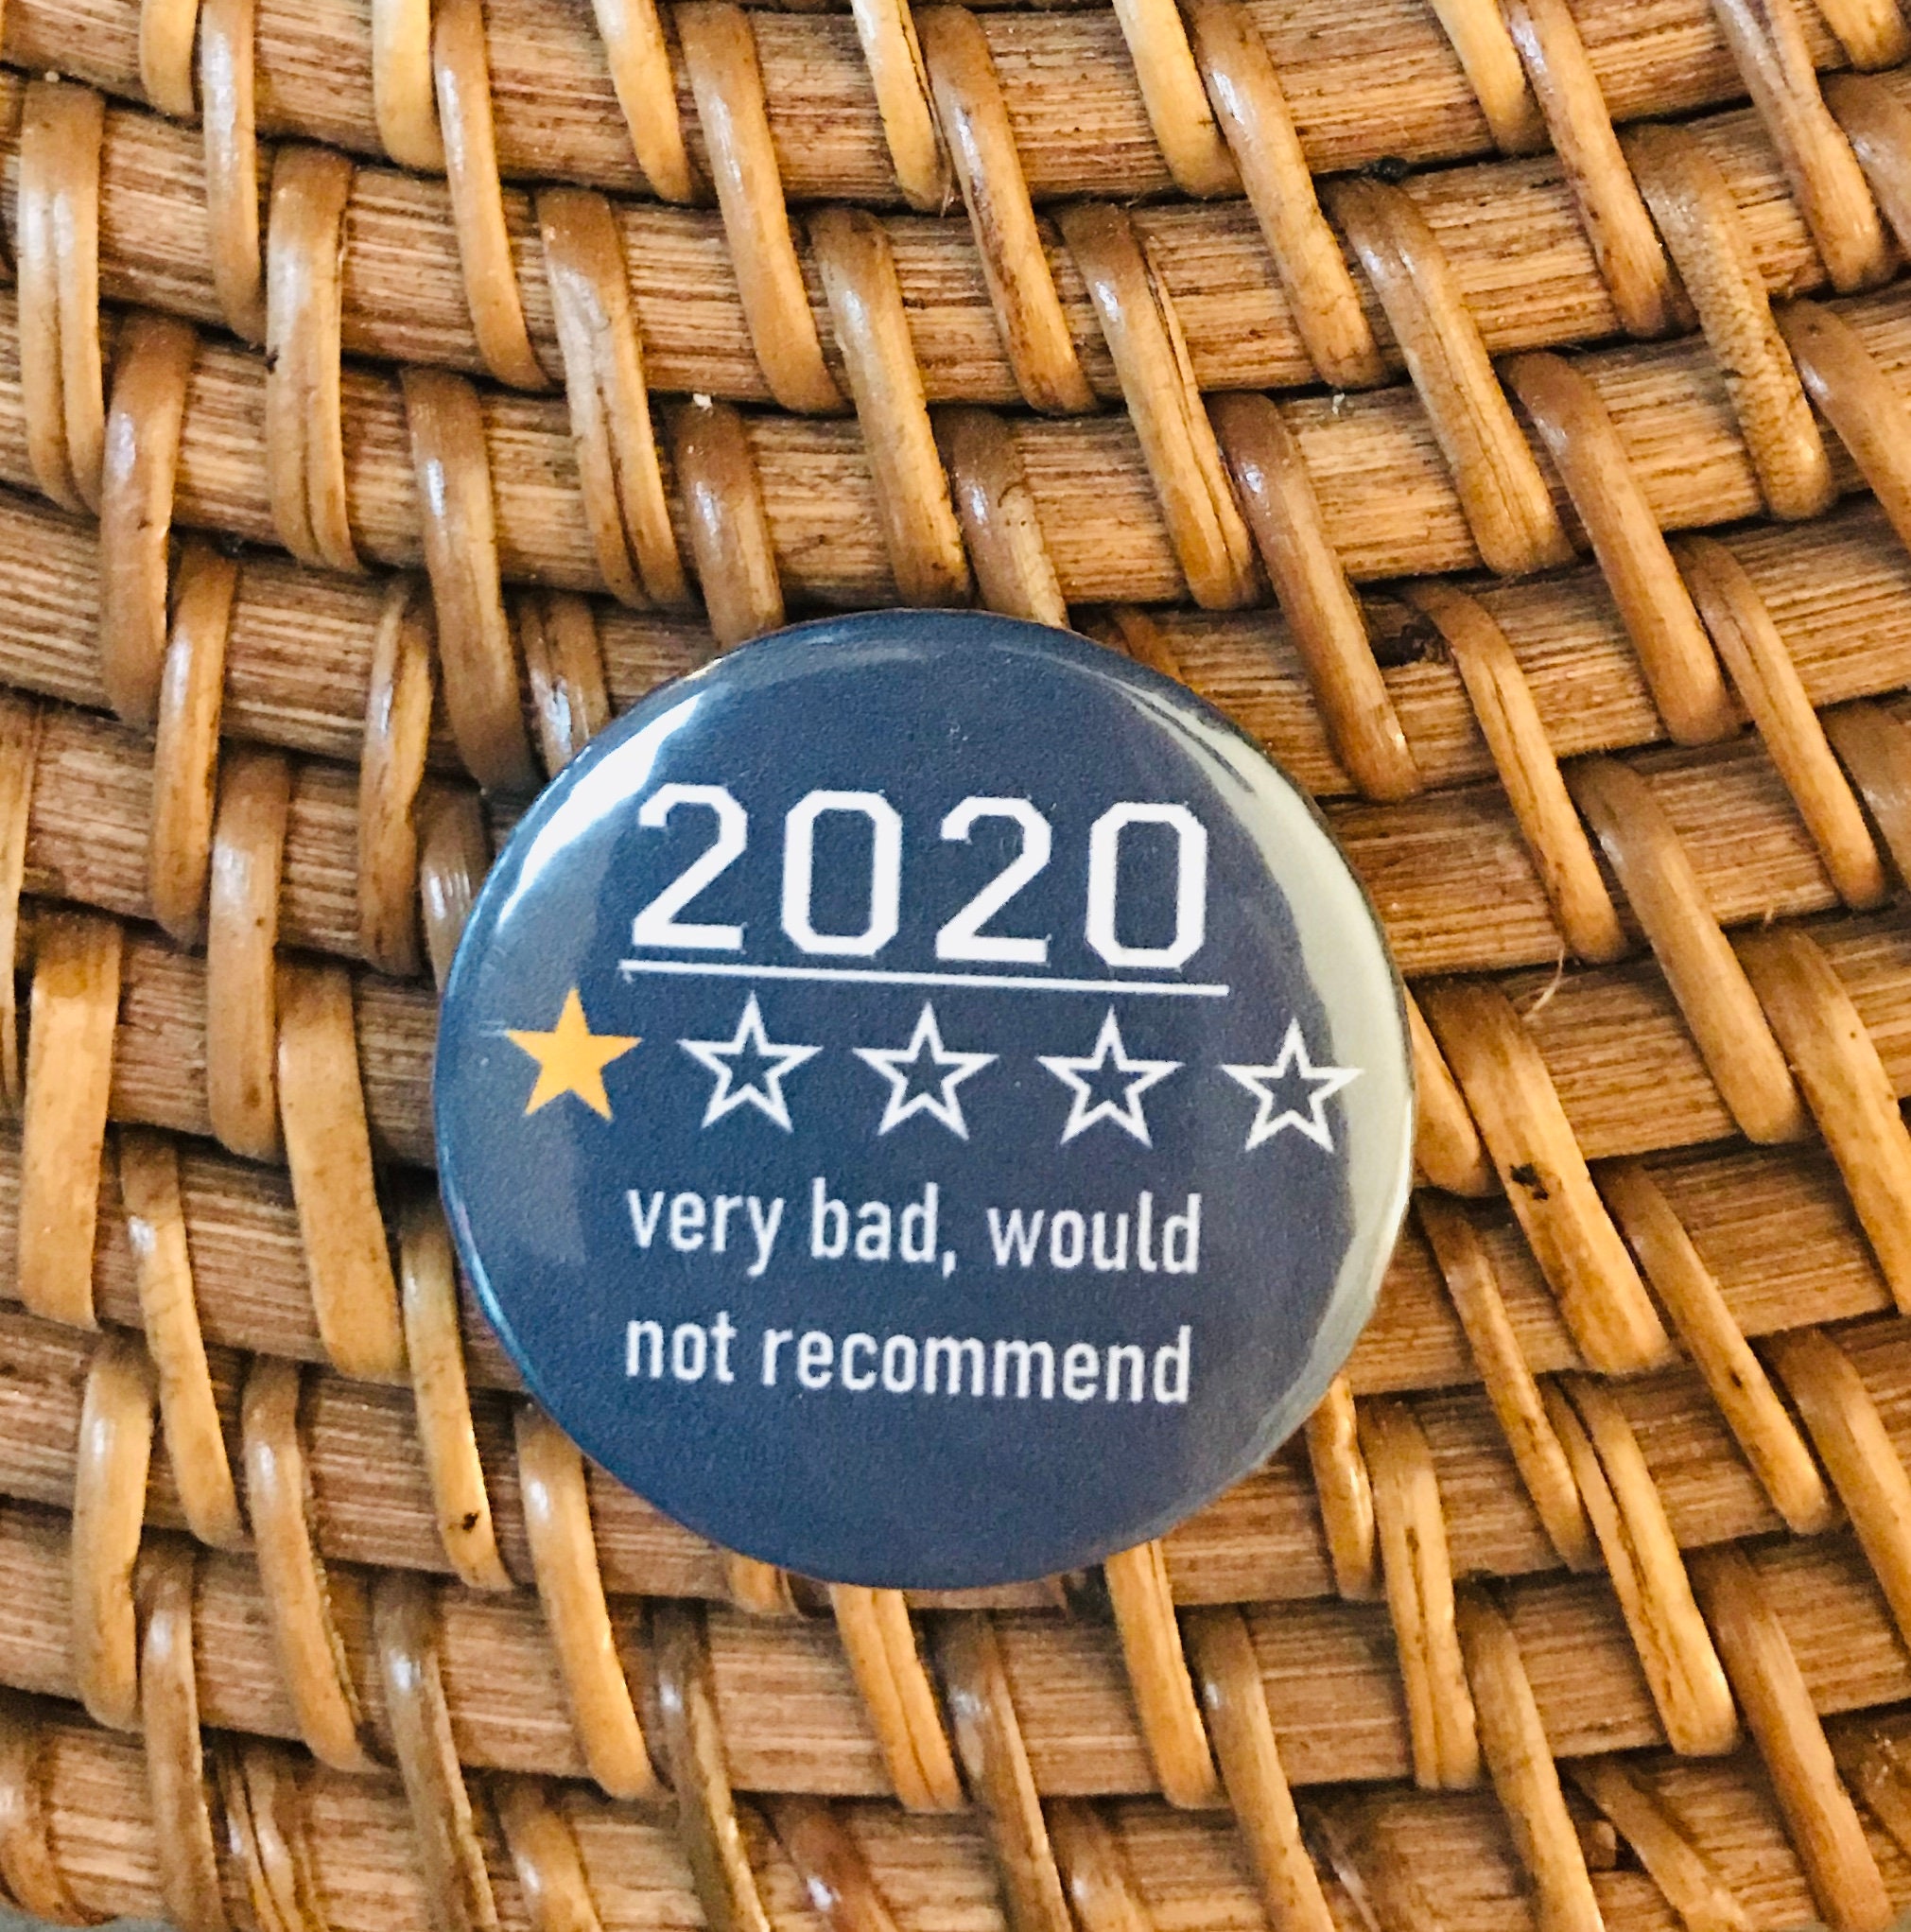 2020
very bad, would
not recommend